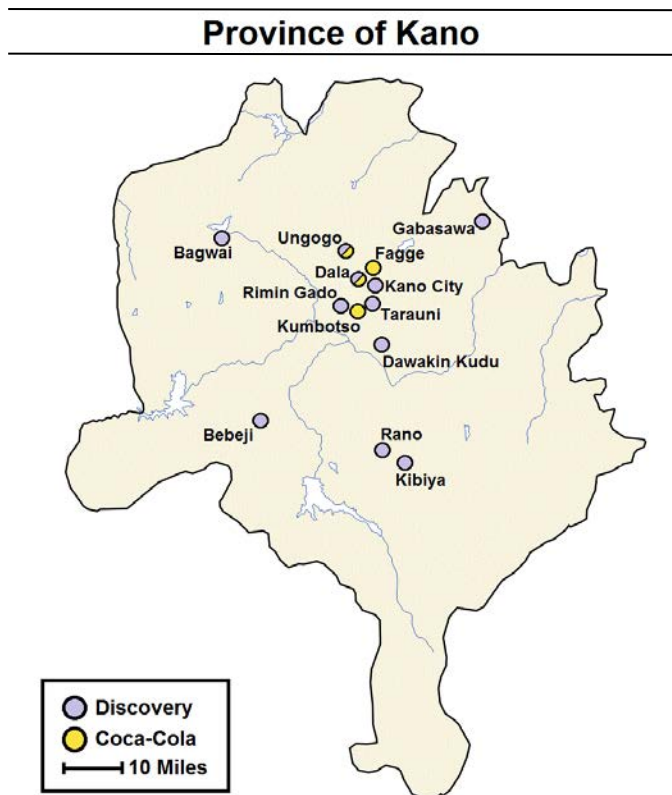 Province of Kano
Gabasawa
Ungogo
Fagge
Bagwai
Dala
Kano City
Rimin Gado
Tarauni
Kumbotso
Dawakin Kudu
Rano
Bebeji
Kibiya
Discovery
Coca-Cola
10 Miles